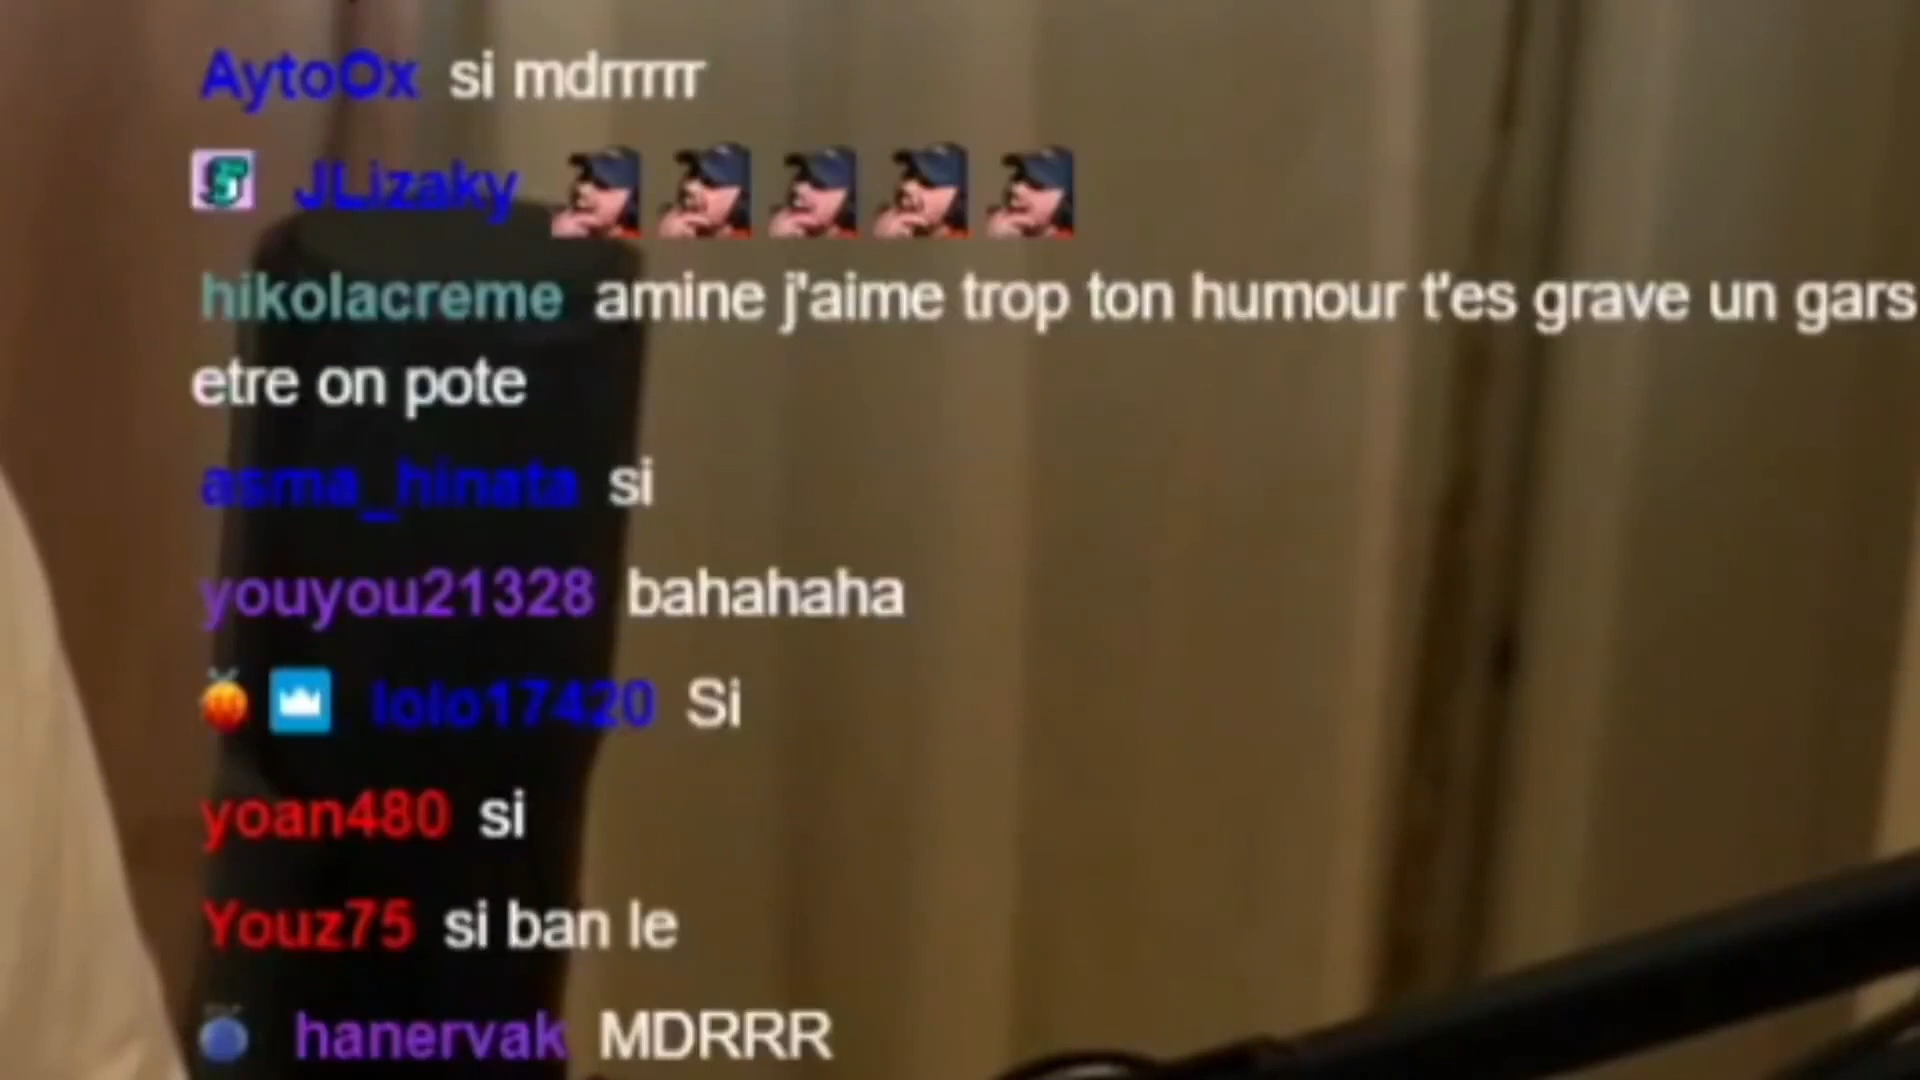 AytoOx si mdrrrrr
JLizaky
hikolacreme amine j'aime trop ton humour t'es grave un gars
etre on pote
asma_hinata si
youyou21328 bahahaha
lolo17420 Si
yoan480 si
Youz75 si ban le
hanervak MDRRR